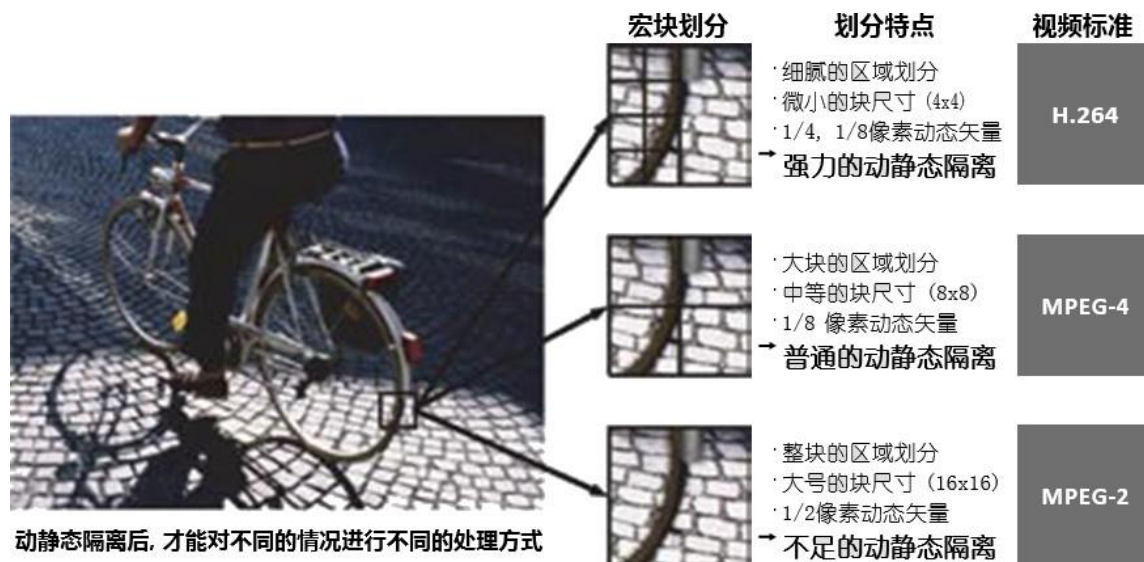 宏块划分 划分特点 视频标准
·细腻的区域划分
·微小的块尺寸 (4x4)
·1/4, 1/8像素动态矢量
→ 强力的动静态隔离
H.264
·大块的区域划分
·中等的块尺寸 (8x8)
·1/8 像素动态矢量
→ 普通的动静态隔离
MPEG-4
·整块的区域划分
·大号的块尺寸 (16x16)
·1/2像素动态矢量
→ 不足的动静态隔离
MPEG-2
动静态隔离后, 才能对不同的情况进行不同的处理方式